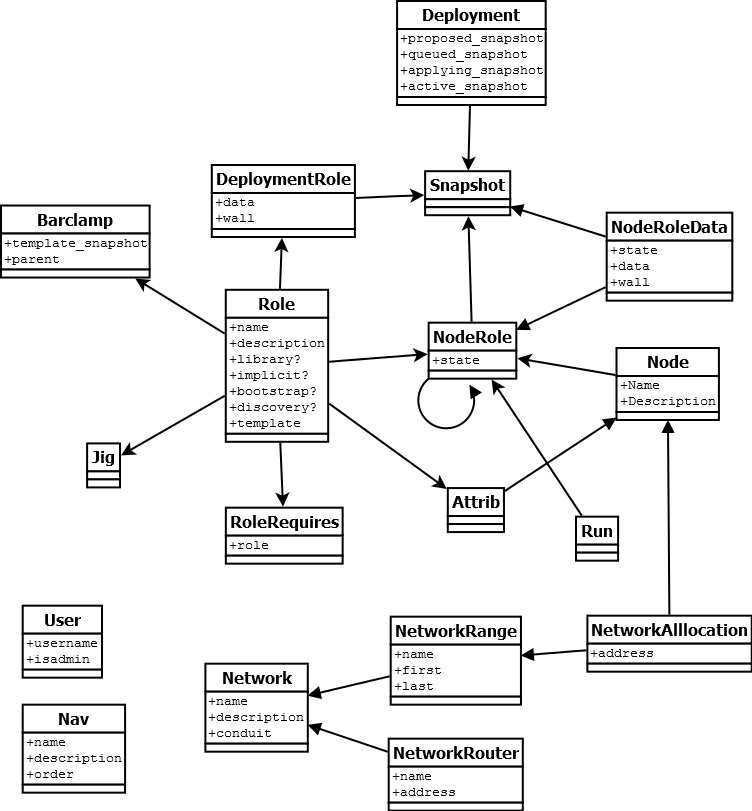 Deployment
+proposed_snapshot
+queued_snapshot
+applying_snapshot
+active_snapshot
DeploymentRole
+data
+wall
Snapshot
Barclamp
+template_snapshot
+parent
NodeRoleData
+state
+data
+wall
Role
+name
+description
+library?
+implicit?
+bootstrap?
+discovery?
+template
NodeRole
+state
Node
+Name
+Description
Jig
RoleRequires
+role
Attrib
Run
User
+username
+isadmin
NetworkRange
+name
+first
+last
NetworkAlllocation
+address
Network
+name
+description
+conduit
Nav
+name
+description
+order
NetworkRouter
+name
+address